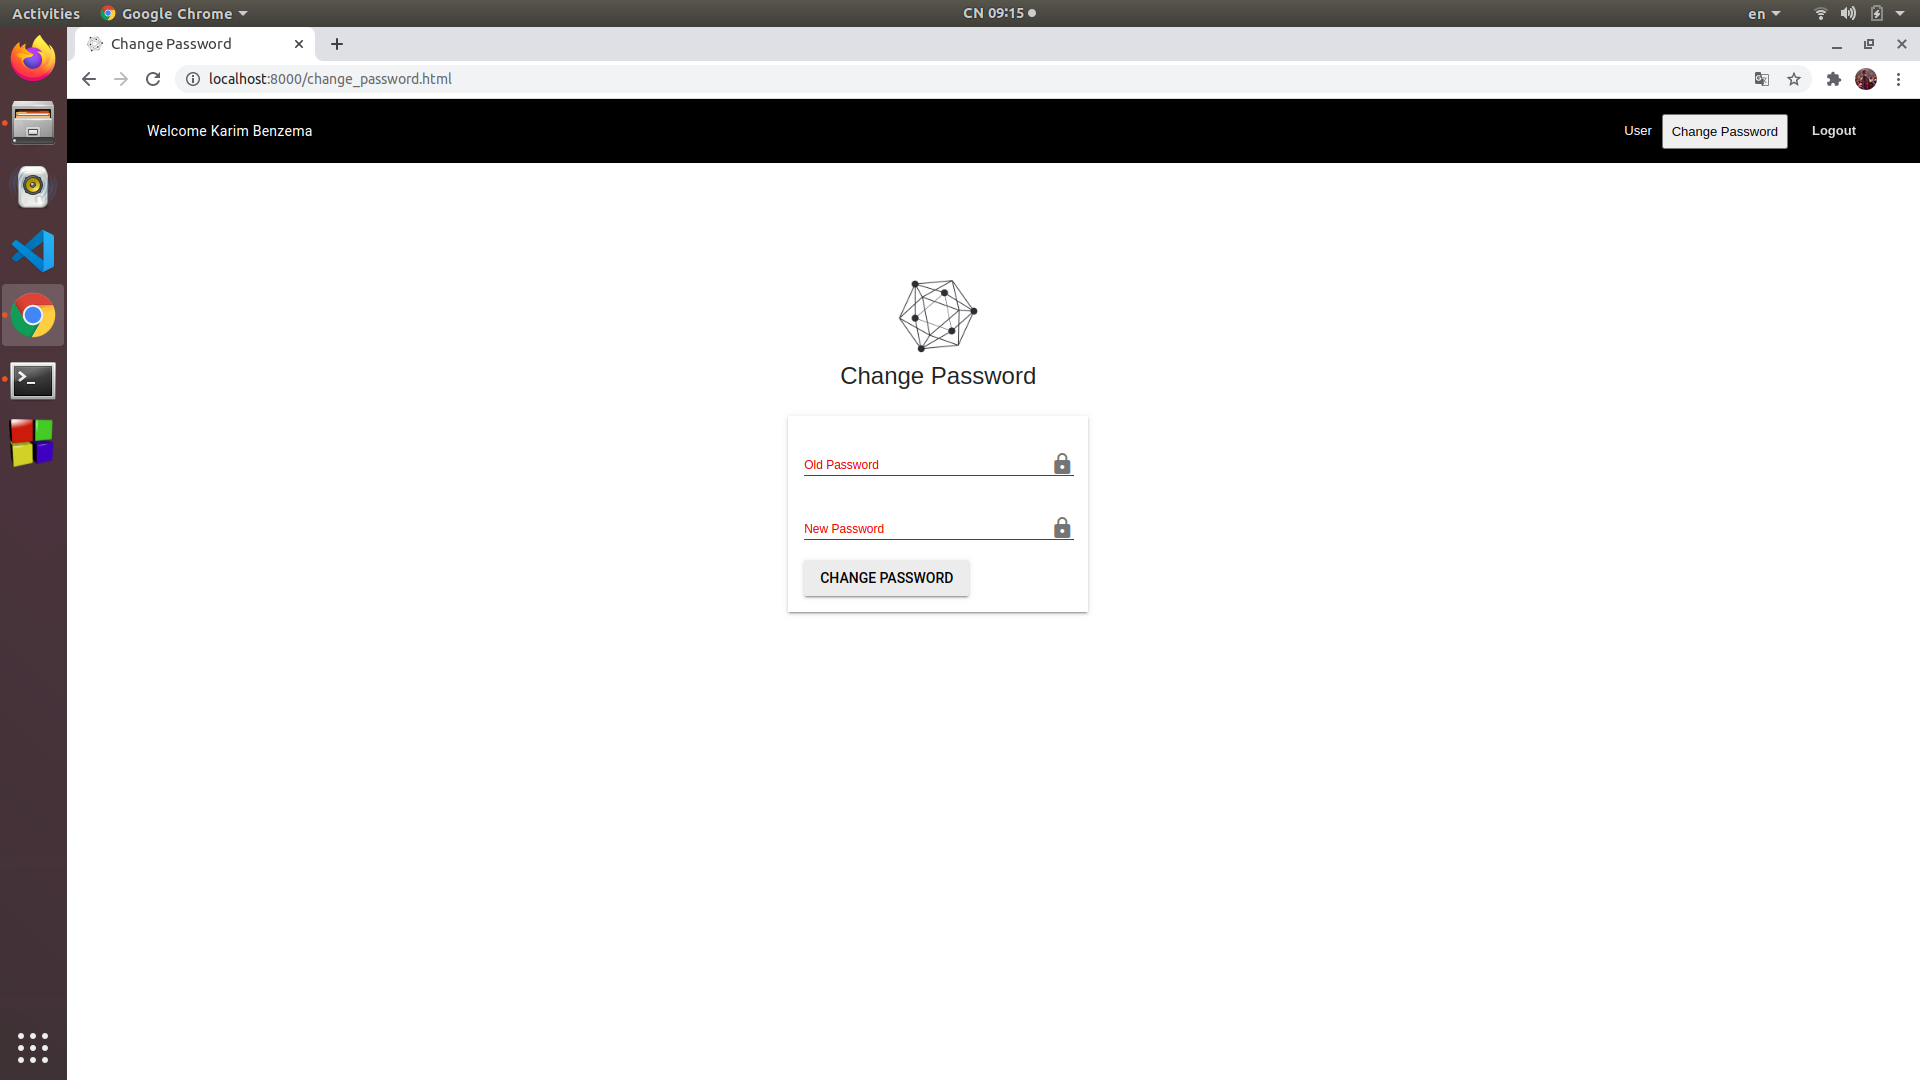 Activities
Google Chrome
CN 09:15
en
Change Password
localhost:8000/change_password.html
Welcome Karim Benzema
User
Change Password
Logout
Change Password
Old Password
New Password
CHANGE PASSWORD